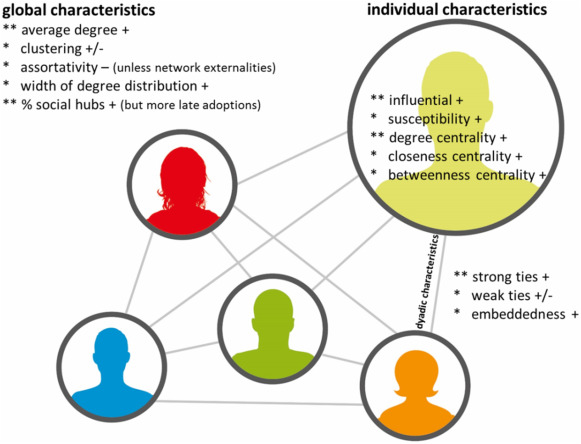 global characteristics
** average degree +
* clustering +/-
* assortativity – (unless network externalities)
* width of degree distribution +
** % social hubs + (but more late adoptions)
individual characteristics
** influential +
* susceptibility +
** degree centrality +
* closeness centrality +
* betweenness centrality +
dyadic characteristics
** strong ties +
* weak ties +/-
* embeddedness +